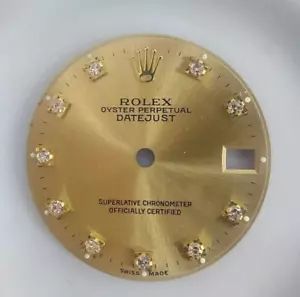 ROLEX
OYSTER PERPETUAL
DATEJUST
SUPERLATIVE CHRONOMETER
OFFICIALLY CERTIFIED
SWISS MADE